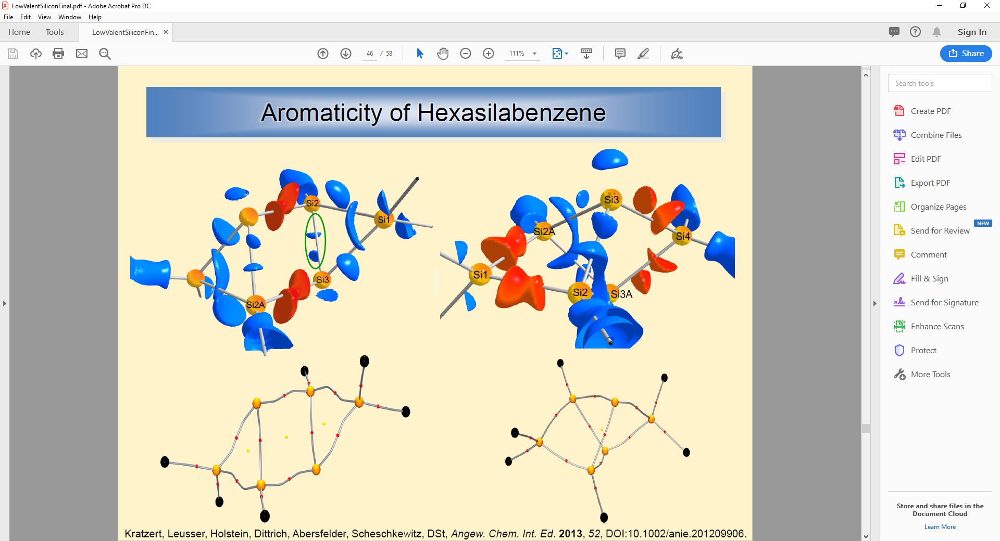 LowValentSiliconFinal.pdf - Adobe Acrobat Pro DC
File Edit View Window Help
Home Tools LowValentSiliconFin... × Sign In
46 / 58 111% Share
Aromaticity of Hexasilabenzene
Si2
Si1
Si3
Si2A
Si3
Si2A
Si4
Si1
Si2
Si3A
Kratzert, Leusser, Holstein, Dittrich, Abersfelder, Scheschkewitz, DSt, Angew. Chem. Int. Ed. 2013, 52, DOI:10.1002/anie.201209906.
Search tools
Create PDF
Combine Files
Edit PDF
Export PDF
Organize Pages
Send for Review NEW
Comment
Fill & Sign
Send for Signature
Enhance Scans
Protect
More Tools
Store and share files in the
Document Cloud
Learn More